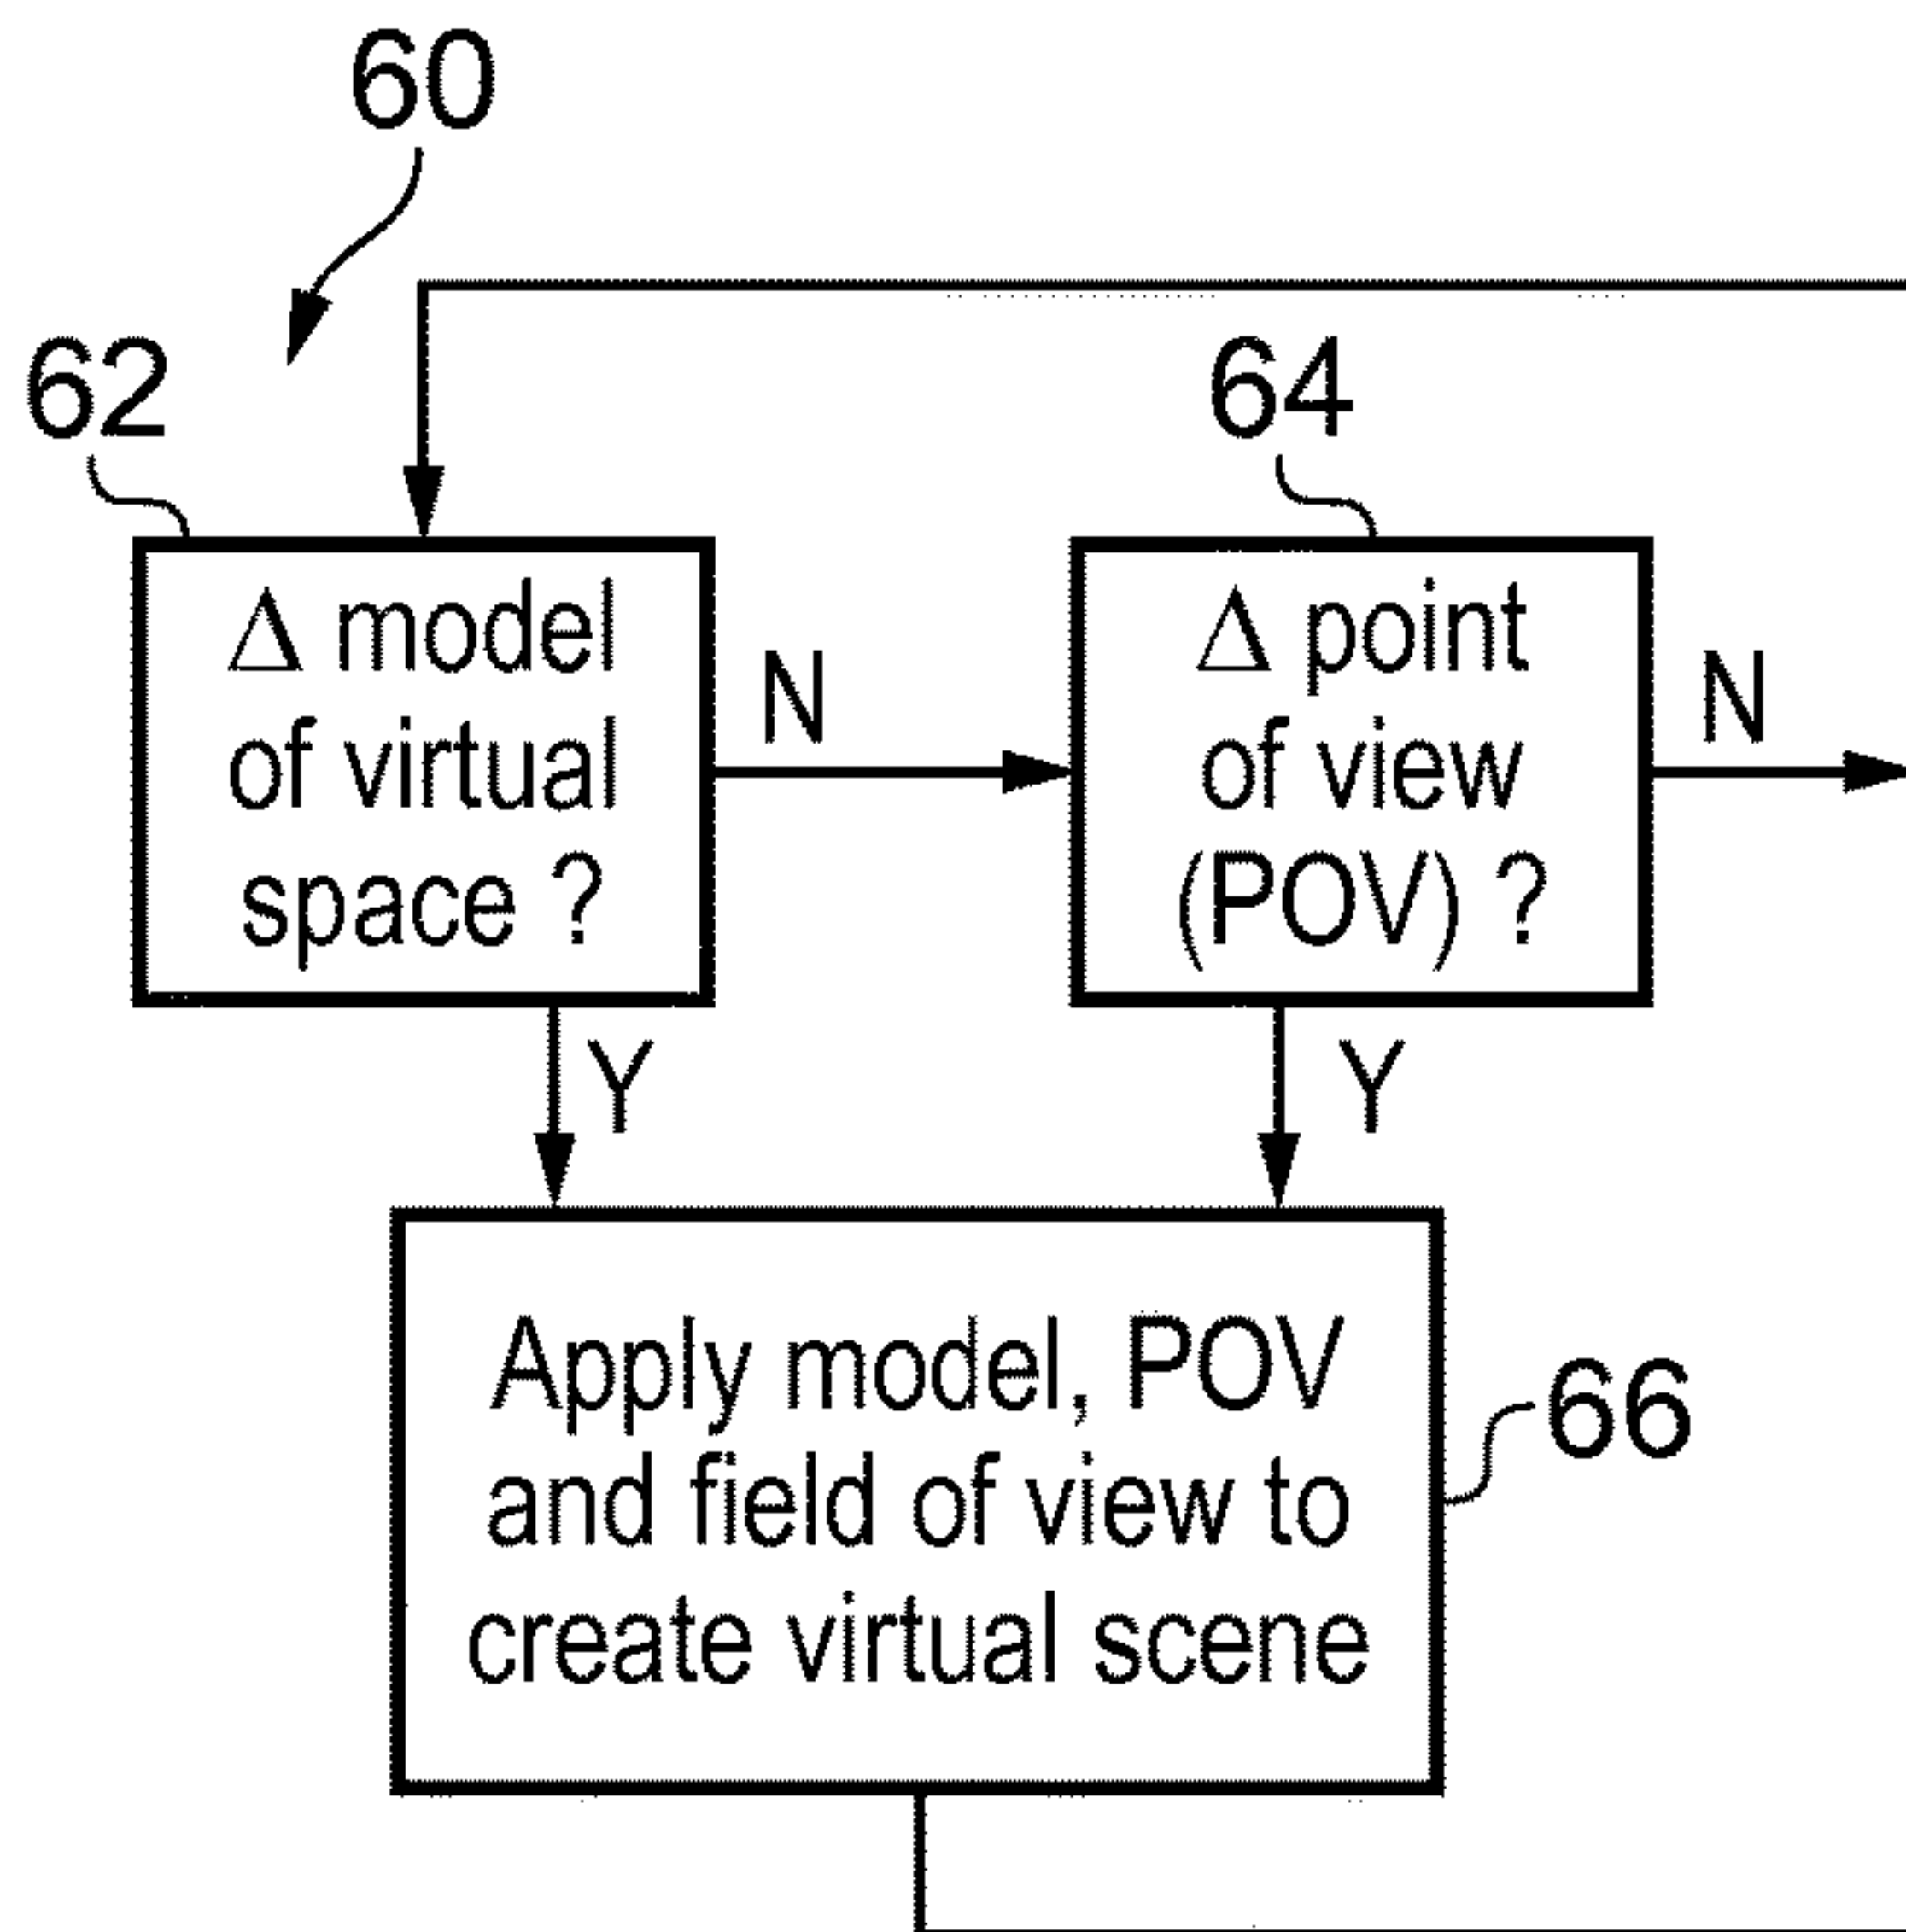 60
62
64
Δ model
of virtual
space ?
N
Δ point
of view
(POV) ?
N
Y
Y
Apply model, POV
and field of view to
create virtual scene
66